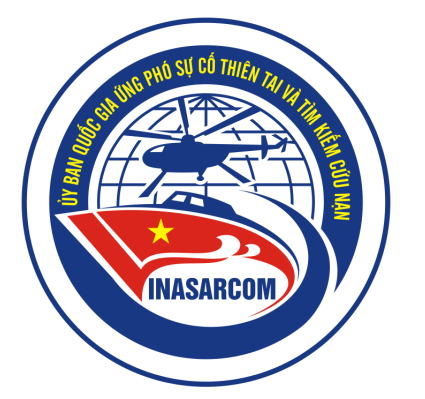 ỦY BAN QUỐC GIA ỨNG PHÓ SỰ CỐ THIÊN TAI VÀ TÌM KIẾM CỨU NẠN
INASARCOM